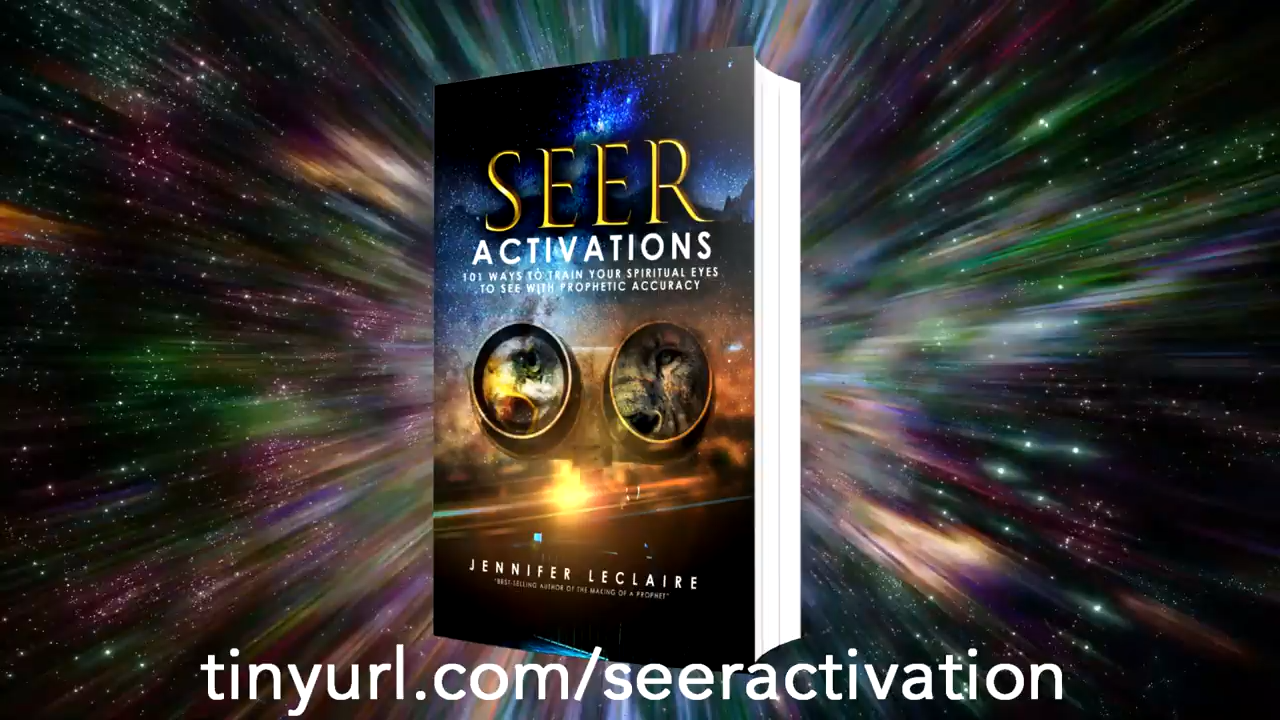 SEER
ACTIVATIONS
101 WAYS TO TRAIN YOUR SPIRITUAL EYES
TO SEE WITH PROPHETIC ACCURACY
JENNIFER LECLAIRE
"BEST-SELLING AUTHOR OF THE MAKING OF A PROPHET"
tinyurl.com/seeractivation